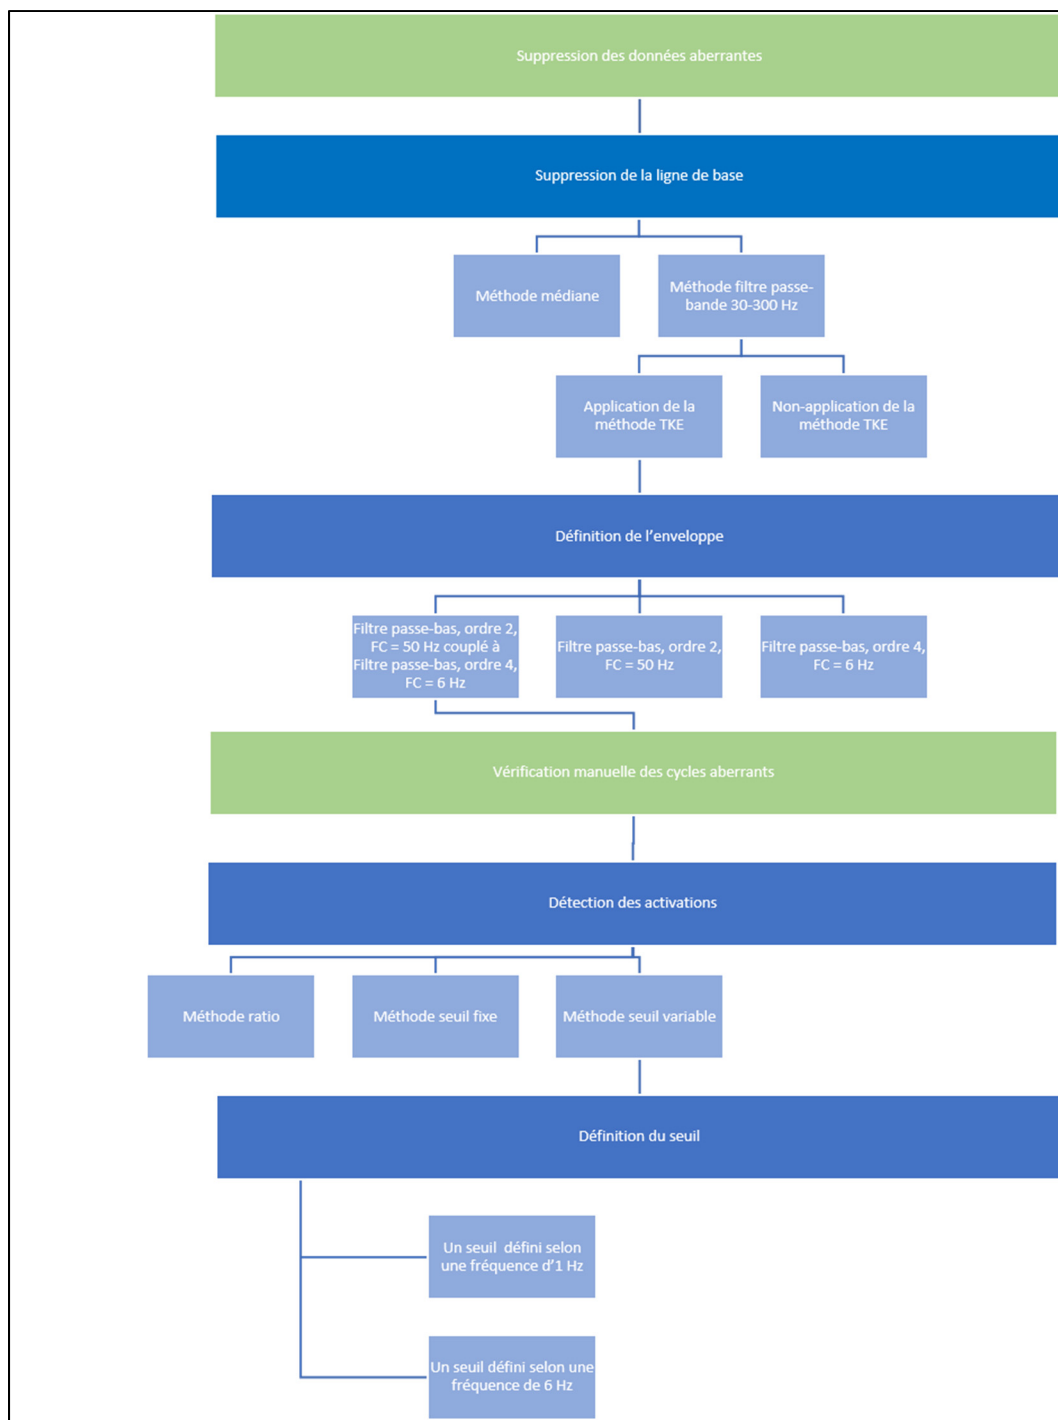 Suppression des données aberrantes
Suppression de la ligne de base
Méthode médiane
Méthode filtre passe-
bande 30-300 Hz
Application de la
méthode TKE
Non-application de la
méthode TKE
Définition de l’enveloppe
Filtre passe-bas, ordre 2,
FC = 50 Hz couplé à
Filtre passe-bas, ordre 4,
FC = 6 Hz
Filtre passe-bas, ordre 2,
FC = 50 Hz
Filtre passe-bas, ordre 4,
FC = 6 Hz
Vérification manuelle des cycles aberrants
Détection des activations
Méthode ratio
Méthode seuil fixe
Méthode seuil variable
Définition du seuil
Un seuil  défini selon
une fréquence d’1 Hz
Un seuil défini selon une
fréquence de 6 Hz